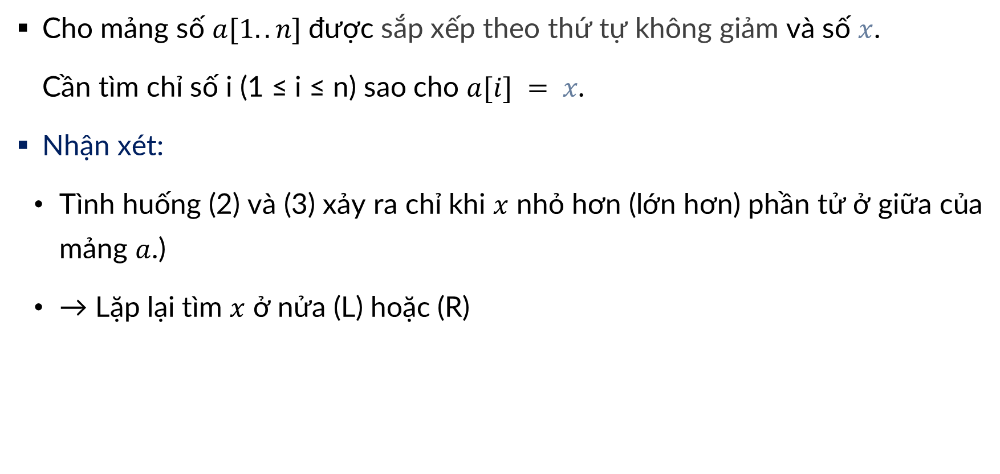 ▪ Cho mảng số a[1..n] được sắp xếp theo thứ tự không giảm và số x.
Cần tìm chỉ số i (1 ≤ i ≤ n) sao cho a[i] = x.
▪ Nhận xét:
• Tình huống (2) và (3) xảy ra chỉ khi x nhỏ hơn (lớn hơn) phần tử ở giữa của
mảng a.)
• → Lặp lại tìm x ở nửa (L) hoặc (R)